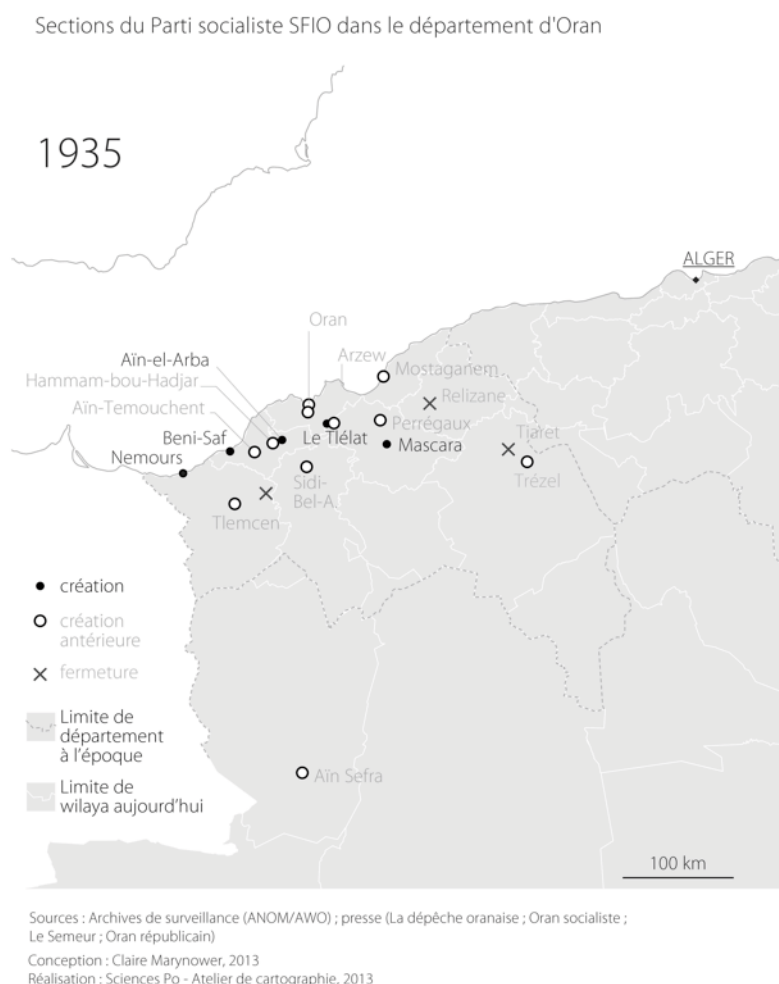 Sections du Parti socialiste SFIO dans le département d'Oran
1935
ALGER
Oran
Arzew
Aïn-el-Arba
Mostaganem
Hammam-bou-Hadjar
Relizane
Aïn-Temouchent
Perrégaux
Tiaret
Beni-Saf
Le Tlélat
Mascara
Nemours
Sidi-
Bel-A.
Trézel
Tlemcen
création
création
antérieure
fermeture
Limite de
département
à l'époque
Aïn Sefra
Limite de
wilaya aujourd'hui
100 km
Sources : Archives de surveillance (ANOM/AWO) ; presse (La dépêche oranaise ; Oran socialiste ;
Le Semeur ; Oran républicain)
Conception : Claire Marynower, 2013
Réalisation : Sciences Po - Atelier de cartographie, 2013